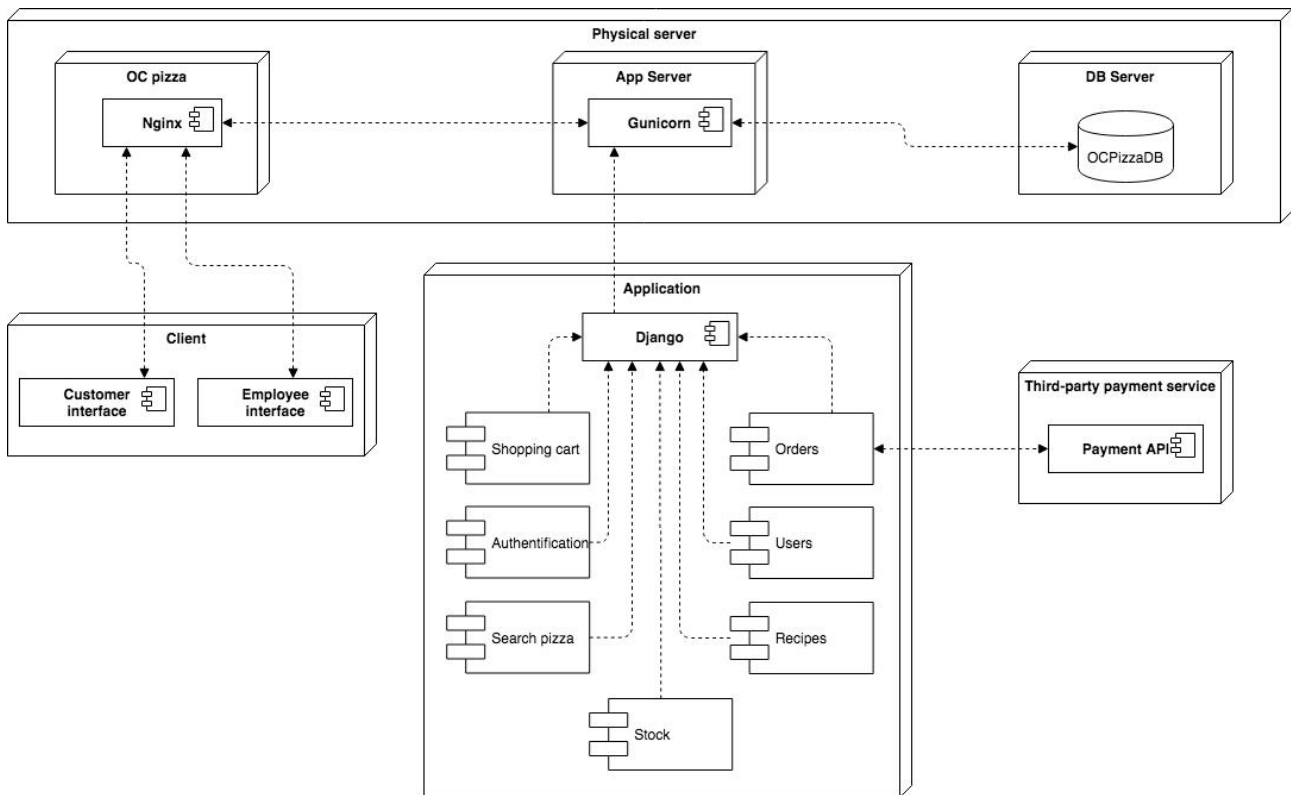 Physical server
OC pizza
App Server
DB Server
Nginx
Gunicorn
OCPizzaDB
Application
Client
Django
Customer
interface
Employee
interface
Third-party payment service
Shopping cart
Orders
Payment API
Authentification
Users
Search pizza
Recipes
Stock